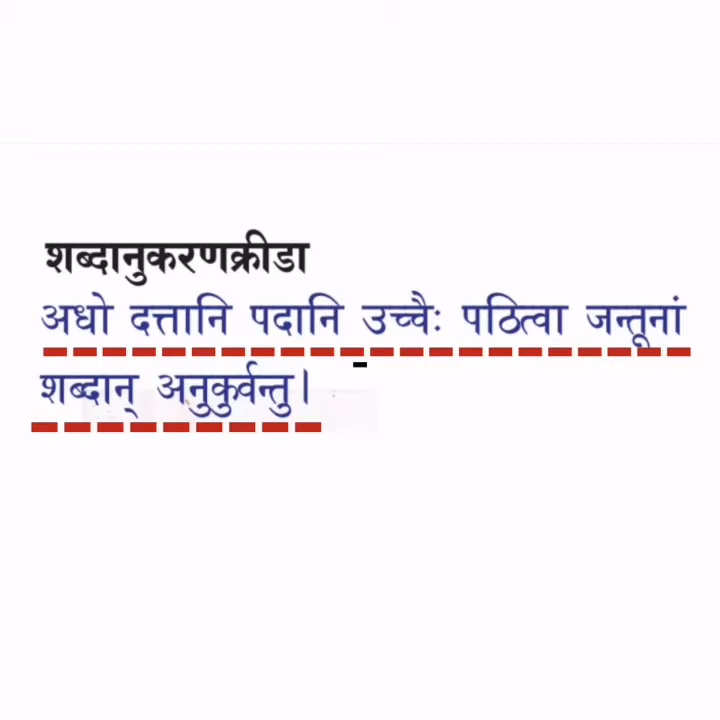 शब्दानुकरणक्रीडा
अधो दत्तानि पदानि उच्चैः पठित्वा जन्तूनां
शब्दान् अनुकुर्वन्तु।